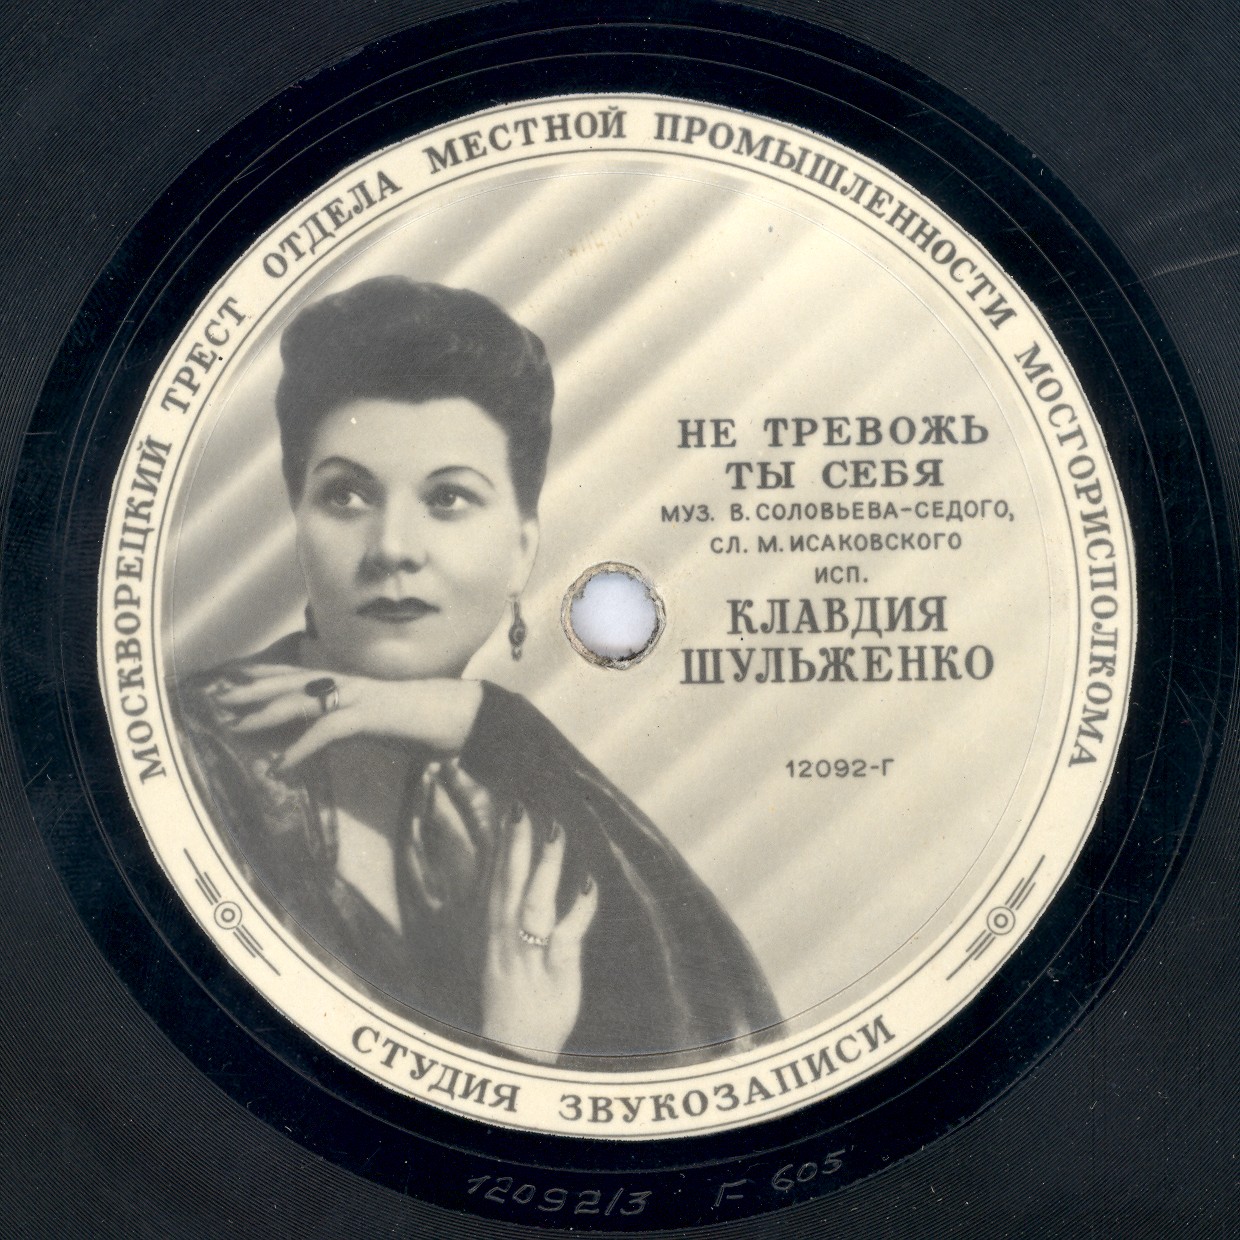 МОСКВОРЕЦКИЙ ТРЕСТ ОТДЕЛА МЕСТНОЙ ПРОМЫШЛЕННОСТИ МОСГОРИСПОЛКОМА
НЕ ТРЕВОЖЬ
ТЫ СЕБЯ
МУЗ. В. СОЛОВЬЕВА-СЕДОГО,
СЛ. М. ИСАКОВСКОГО
ИСП.
КЛАВДИЯ
ШУЛЬЖЕНКО
12092-Г
СТУДИЯ ЗВУКОЗАПИСИ
12092/3 Г 605